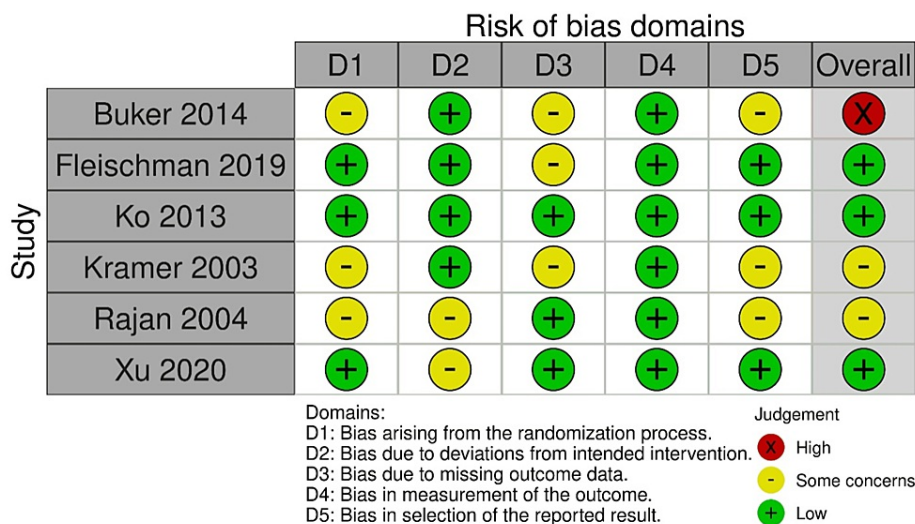 Risk of bias domains
D1 D2 D3 D4 D5 Overall
Study
Buker 2014 - + - + - X
Fleischman 2019 + + - + + +
Ko 2013 + + + + + +
Kramer 2003 - + - + - -
Rajan 2004 - - + + - -
Xu 2020 + - + + + +
Domains:
D1: Bias arising from the randomization process.
D2: Bias due to deviations from intended intervention.
D3: Bias due to missing outcome data.
D4: Bias in measurement of the outcome.
D5: Bias in selection of the reported result.
Judgement
X High
- Some concerns
+ Low